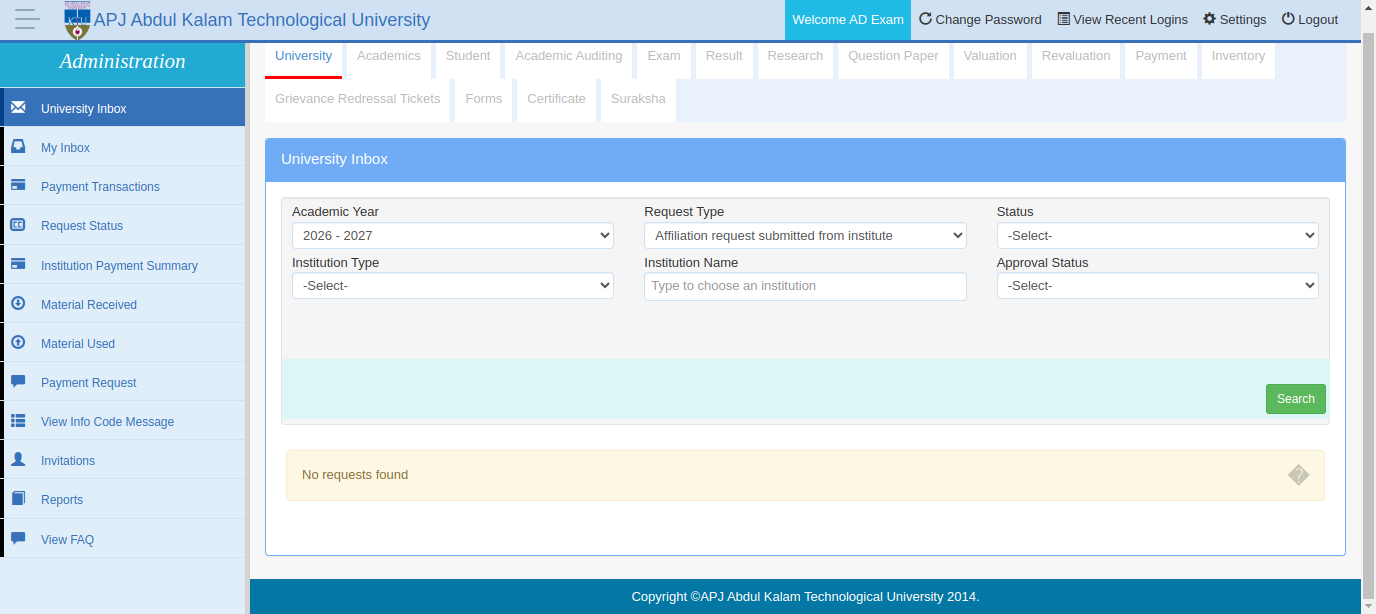 APJ Abdul Kalam Technological University
Welcome AD Exam Change Password View Recent Logins Settings Logout
Administration
University Inbox
My Inbox
Payment Transactions
Request Status
Institution Payment Summary
Material Received
Material Used
Payment Request
View Info Code Message
Invitations
Reports
View FAQ
University Academics Student Academic Auditing Exam Result Research Question Paper Valuation Revaluation Payment Inventory
Grievance Redressal Tickets Forms Certificate Suraksha
University Inbox
Academic Year Request Type Status
2026 - 2027 Affiliation request submitted from institute -Select-
Institution Type Institution Name Approval Status
-Select- Type to choose an institution -Select-
Search
No requests found
Copyright ©APJ Abdul Kalam Technological University 2014.